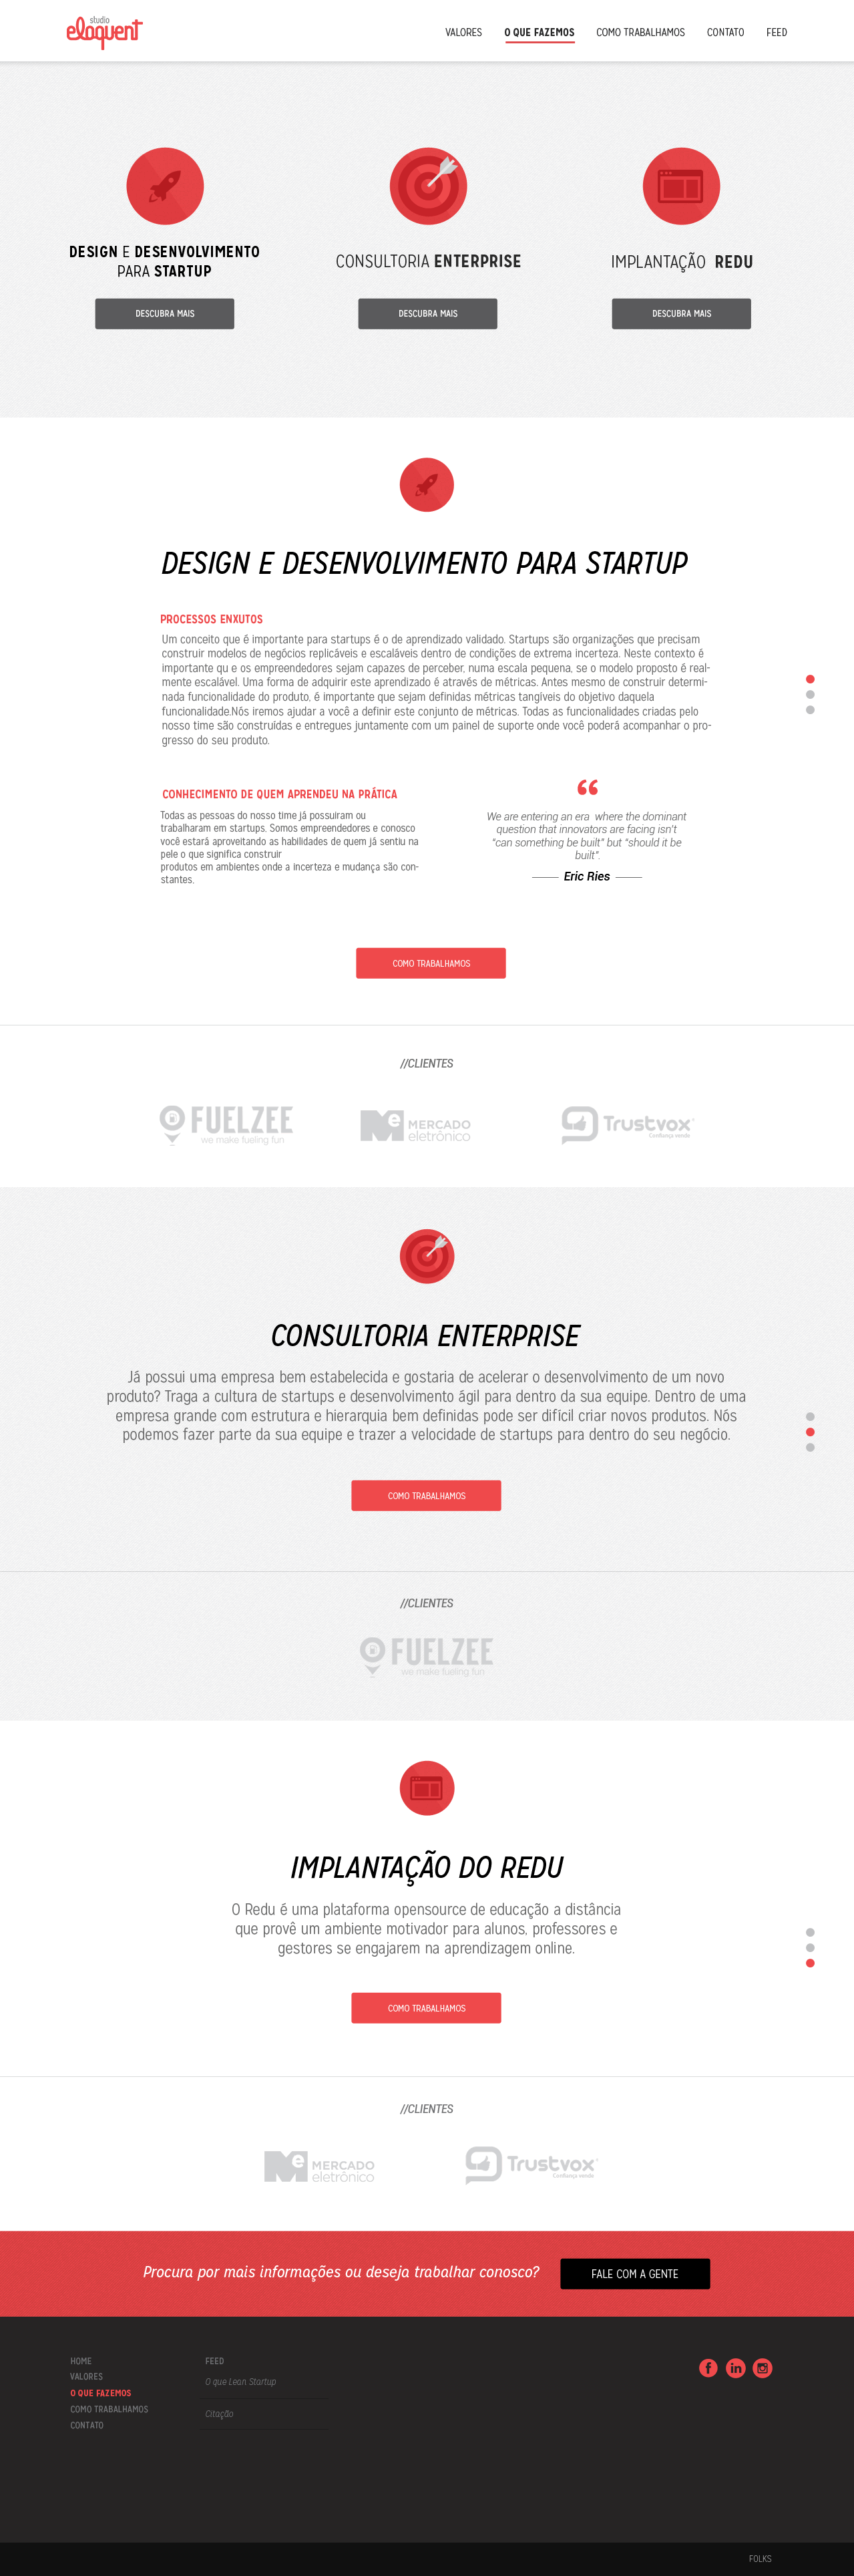 studio
eloquent
VALORES
O QUE FAZEMOS
COMO TRABALHAMOS
CONTATO
FEED
DESIGN E DESENVOLVIMENTO
PARA STARTUP
CONSULTORIA ENTERPRISE
IMPLANTAÇÃO REDU
DESCUBRA MAIS
DESCUBRA MAIS
DESCUBRA MAIS
DESIGN E DESENVOLVIMENTO PARA STARTUP
PROCESSOS ENXUTOS
Um conceito que é importante para startups é o de aprendizado validado. Startups são organizações que precisam
construir modelos de negócios replicáveis e escaláveis dentro de condições de extrema incerteza. Neste contexto é
importante qu e os empreendedores sejam capazes de perceber, numa escala pequena, se o modelo proposto é real-
mente escalável. Uma forma de adquirir este aprendizado é através de métricas. Antes mesmo de construir determi-
nada funcionalidade do produto, é importante que sejam definidas métricas tangíveis do objetivo daquela
funcionalidade.Nós iremos ajudar a você a definir este conjunto de métricas. Todas as funcionalidades criadas pelo
nosso time são construídas e entregues juntamente com um painel de suporte onde você poderá acompanhar o pro-
gresso do seu produto.
CONHECIMENTO DE QUEM APRENDEU NA PRÁTICA
Todas as pessoas do nosso time já possuíram ou
trabalharam em startups. Somos empreendedores e conosco
você estará aproveitando as habilidades de quem já sentiu na
pele o que significa construir
produtos em ambientes onde a incerteza e mudança são con-
stantes.
“
We are entering an era where the dominant
question that innovators are facing isn't
"can something be built" but "should it be
built".
Eric Ries
COMO TRABALHAMOS
//CLIENTES
FUELZEE
we make fueling fun
Me MERCADO
eletrônico
Trustvox
Confiança vende
CONSULTORIA ENTERPRISE
Já possui uma empresa bem estabelecida e gostaria de acelerar o desenvolvimento de um novo
produto? Traga a cultura de startups e desenvolvimento ágil para dentro da sua equipe. Dentro de uma
empresa grande com estrutura e hierarquia bem definidas pode ser difícil criar novos produtos. Nós
podemos fazer parte da sua equipe e trazer a velocidade de startups para dentro do seu negócio.
COMO TRABALHAMOS
//CLIENTES
FUELZEE
we make fueling fun
IMPLANTAÇÃO DO REDU
O Redu é uma plataforma opensource de educação a distância
que provê um ambiente motivador para alunos, professores e
gestores se engajarem na aprendizagem online.
COMO TRABALHAMOS
//CLIENTES
Me MERCADO
eletrônico
Trustvox
Confiança vende
Procura por mais informações ou deseja trabalhar conosco?
FALE COM A GENTE
HOME
VALORES
O QUE FAZEMOS
COMO TRABALHAMOS
CONTATO
FEED
O que Lean Startup
Citação
f
in
FOLKS